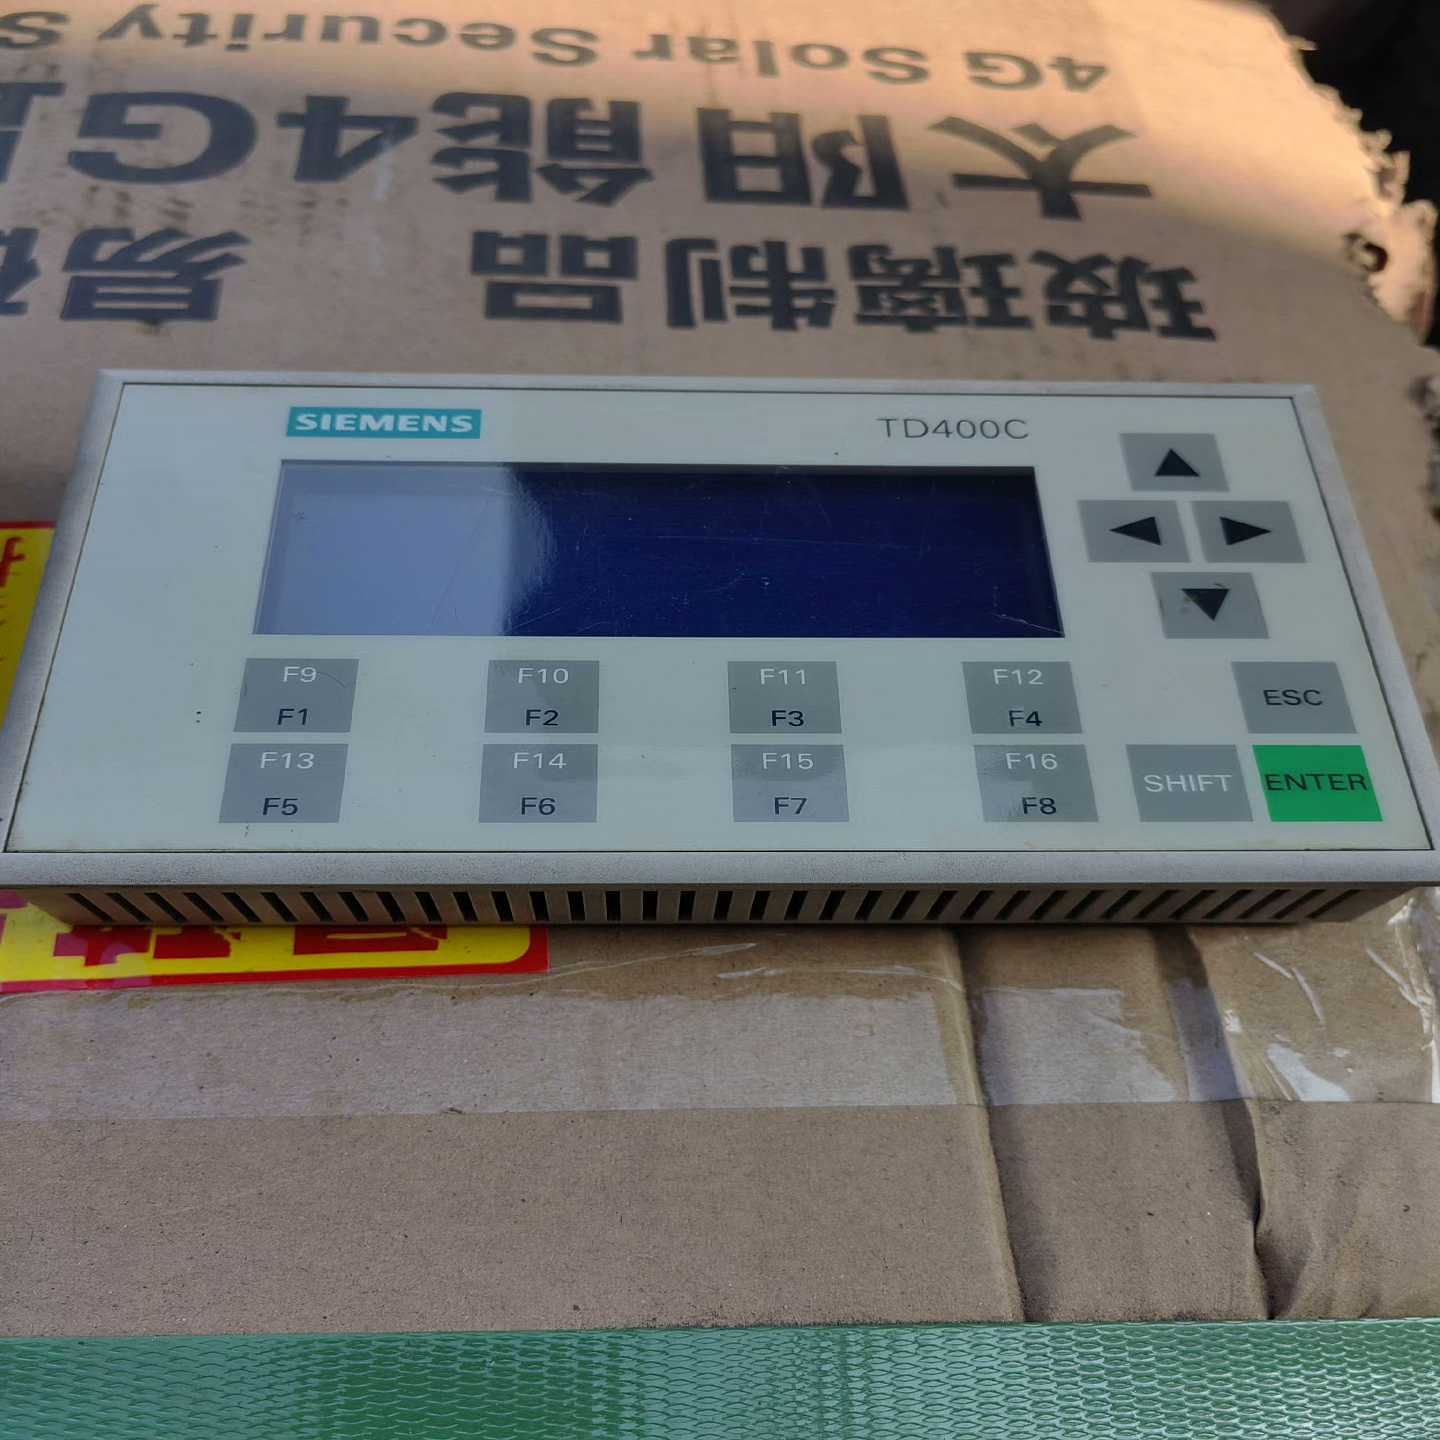 4G Solar Security S
太阳能4G
玻璃制品 易
SIEMENS
TD400C
F9 F10 F11 F12
F1 F2 F3 F4
ESC
F13 F14 F15 F16
SHIFT ENTER
F5 F6 F7 F8